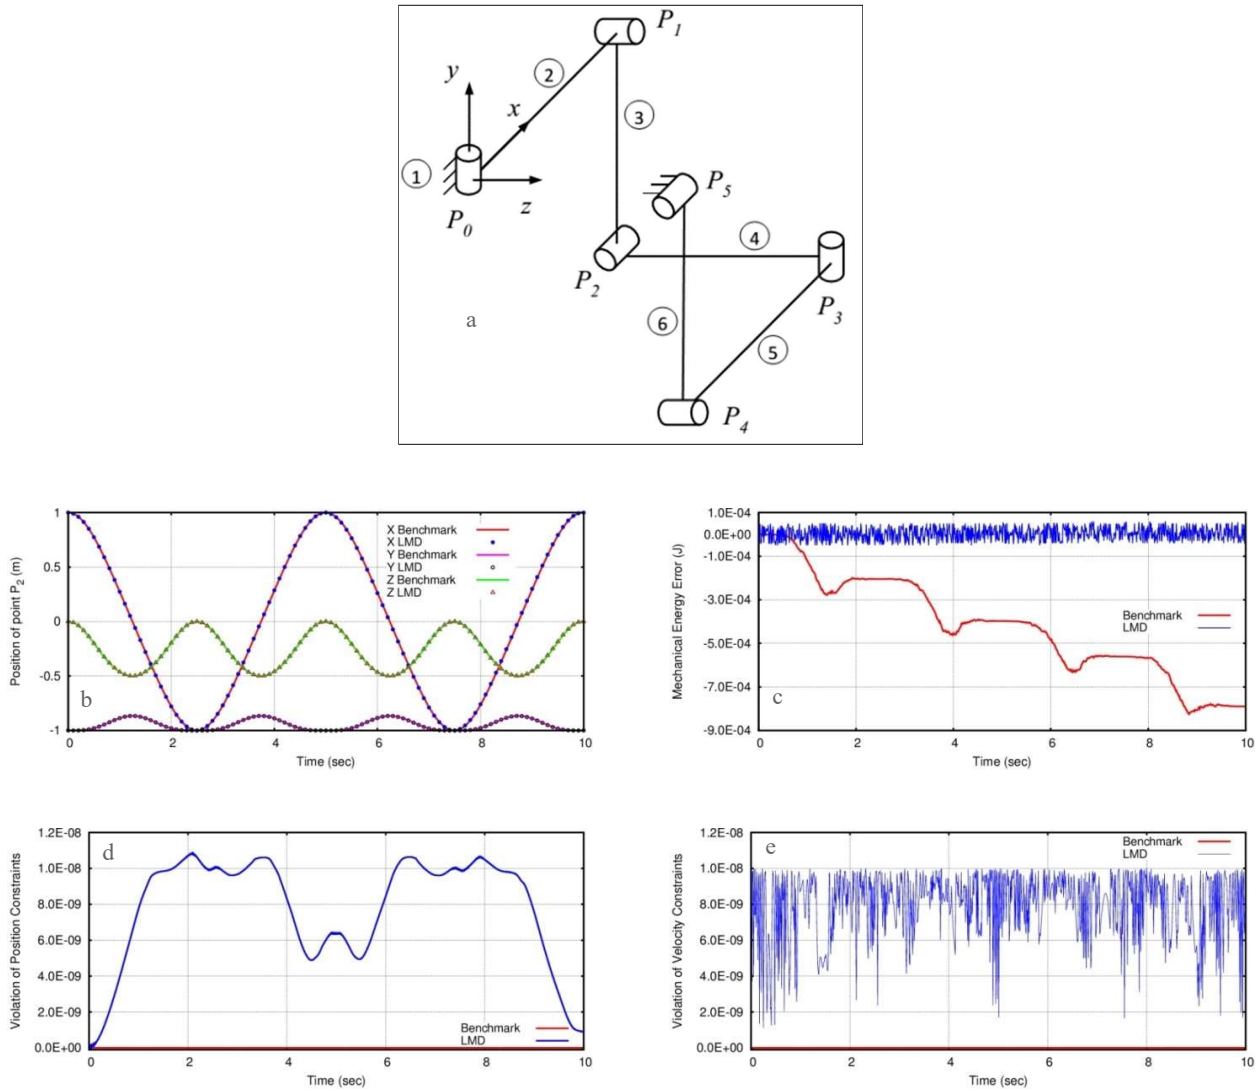 P1
y
2
x
3
1
P5
P0
z
4
P2
P3
a
6
5
P4
X Benchmark
X LMD
Y Benchmark
Y LMD
Z Benchmark
Z LMD
1
0.5
0
-0.5
-1
0 2 4 6 8 10
Position of point P2 (m)
b
Time (sec)
1.0E-04
0.0E+00
-1.0E-04
-3.0E-04
-5.0E-04
-7.0E-04
-9.0E-04
0 2 4 6 8 10
Mechanical Energy Error (J)
Benchmark
LMD
c
Time (sec)
1.2E-08
1.0E-08
8.0E-09
6.0E-09
4.0E-09
2.0E-09
0.0E+00
0 2 4 6 8 10
Violation of Position Constraints
d
Benchmark
LMD
Time (sec)
1.2E-08
1.0E-08
8.0E-09
6.0E-09
4.0E-09
2.0E-09
0.0E+00
0 2 4 6 8 10
Violation of Velocity Constraints
e
Benchmark
LMD
Time (sec)